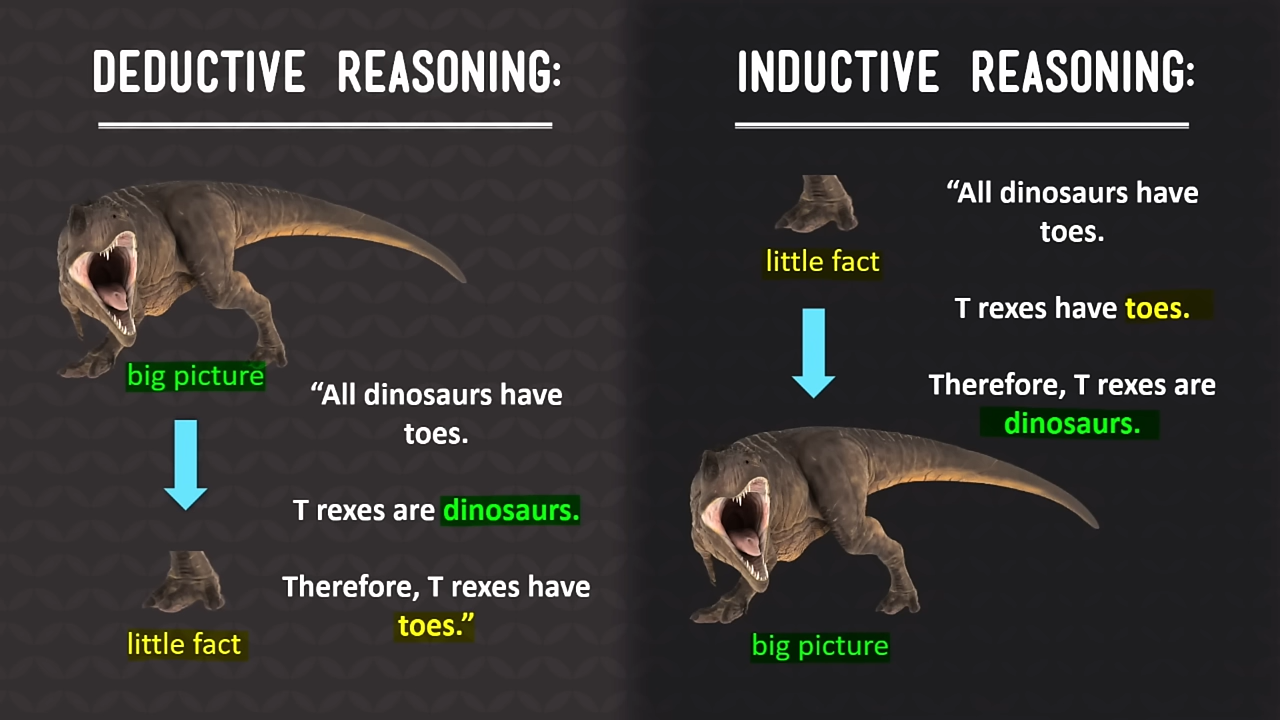 DEDUCTIVE REASONING:
big picture
“All dinosaurs have
toes.
T rexes are dinosaurs.
Therefore, T rexes have
toes.”
little fact
INDUCTIVE REASONING:
little fact
“All dinosaurs have
toes.
T rexes have toes.
Therefore, T rexes are
dinosaurs.
big picture